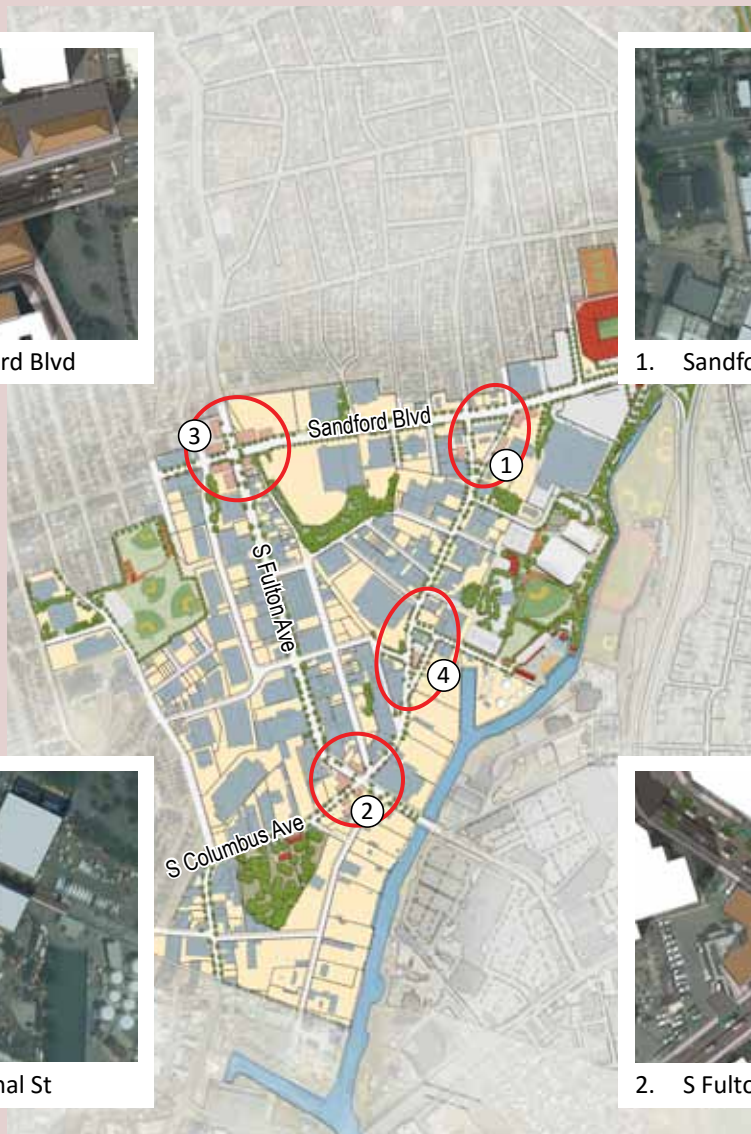 rd Blvd
1. Sandfo
3
Sandford Blvd
1
S Fulton Ave
4
2
S Columbus Ave
nal St
2. S Fulto